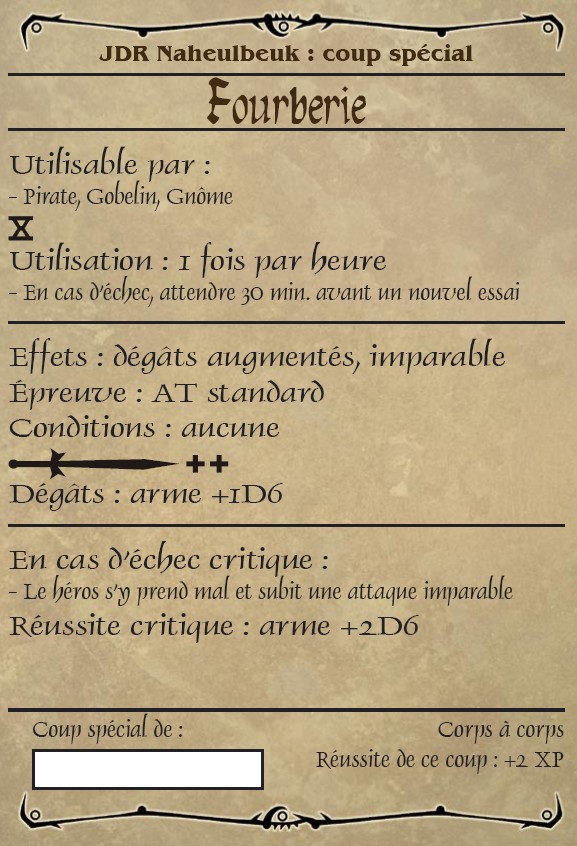 JDR Naheulbeuk : coup spécial
Fourberie
Utilisable par :
- Pirate, Gobelin, Gnôme
Utilisation : 1 fois par heure
- En cas d'échec, attendre 30 min. avant un nouvel essai
Effets : dégâts augmentés, imparable
Épreuve : AT standard
Conditions : aucune
++
Dégâts : arme +1D6
En cas d'échec critique :
- Le héros s'y prend mal et subit une attaque imparable
Réussite critique : arme +2D6
Coup spécial de :
Corps à corps
Réussite de ce coup : +2 XP